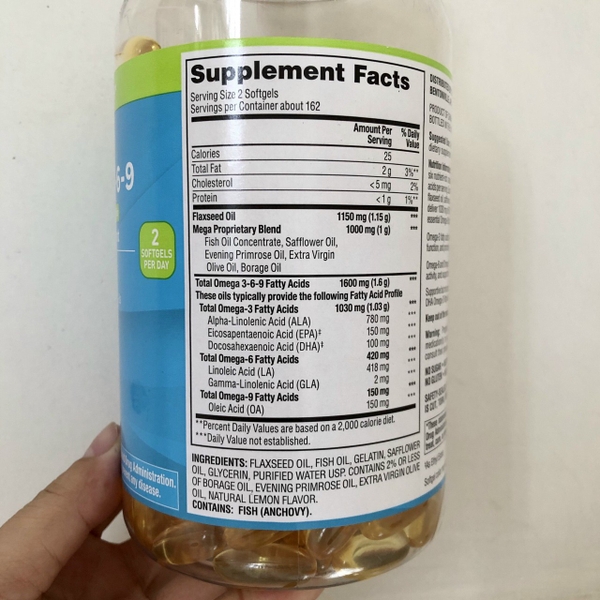 6-9
2
SOFTGELS
PER DAY
Drug Administration.
any disease.
Supplement Facts
Serving Size 2 Softgels
Servings per Container about 162
Amount Per Serving % Daily Value
Calories 25
Total Fat 2 g 3%**
Cholesterol <5 mg 2%
Protein <1 g 1%**
Flaxseed Oil 1150 mg (1.15 g) ***
Mega Proprietary Blend 1000 mg (1 g) ***
Fish Oil Concentrate, Safflower Oil,
Evening Primrose Oil, Extra Virgin
Olive Oil, Borage Oil
Total Omega 3-6-9 Fatty Acids 1600 mg (1.6 g) ***
These oils typically provide the following Fatty Acid Profile
Total Omega-3 Fatty Acids 1030 mg (1.03 g) ***
Alpha-Linolenic Acid (ALA) 780 mg ***
Eicosapentaenoic Acid (EPA)‡ 150 mg ***
Docosahexaenoic Acid (DHA)‡ 100 mg ***
Total Omega-6 Fatty Acids 420 mg ***
Linoleic Acid (LA) 418 mg ***
Gamma-Linolenic Acid (GLA) 2 mg ***
Total Omega-9 Fatty Acids 150 mg ***
Oleic Acid (OA) 150 mg ***
**Percent Daily Values are based on a 2,000 calorie diet.
***Daily Value not established.
INGREDIENTS: FLAXSEED OIL, FISH OIL, GELATIN, SAFFLOWER
OIL, GLYCERIN, PURIFIED WATER USP. CONTAINS 2% OR LESS
OF BORAGE OIL, EVENING PRIMROSE OIL, EXTRA VIRGIN OLIVE
OIL, NATURAL LEMON FLAVOR.
CONTAINS: FISH (ANCHOVY).